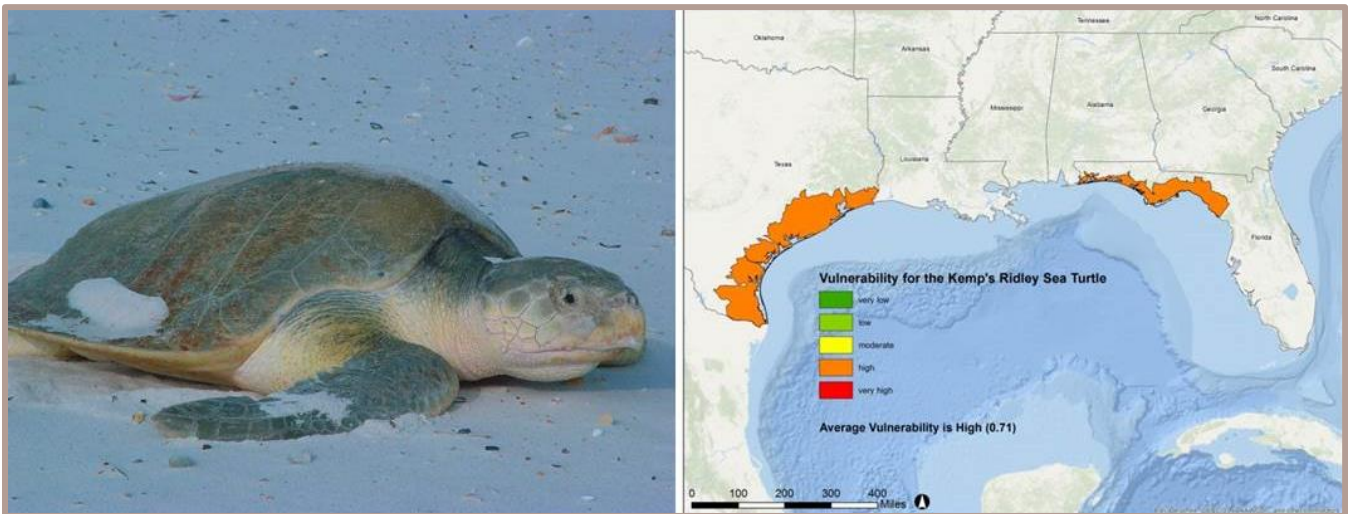 Tennessee
North Carolina
Oklahoma
Arkansas
South Carolina
Mississippi
Alabama
Georgia
Texas
Louisiana
Florida
Vulnerability for the Kemp's Ridley Sea Turtle
very low
low
moderate
high
very high
Average Vulnerability is High (0.71)
0 100 200 300 400
Miles